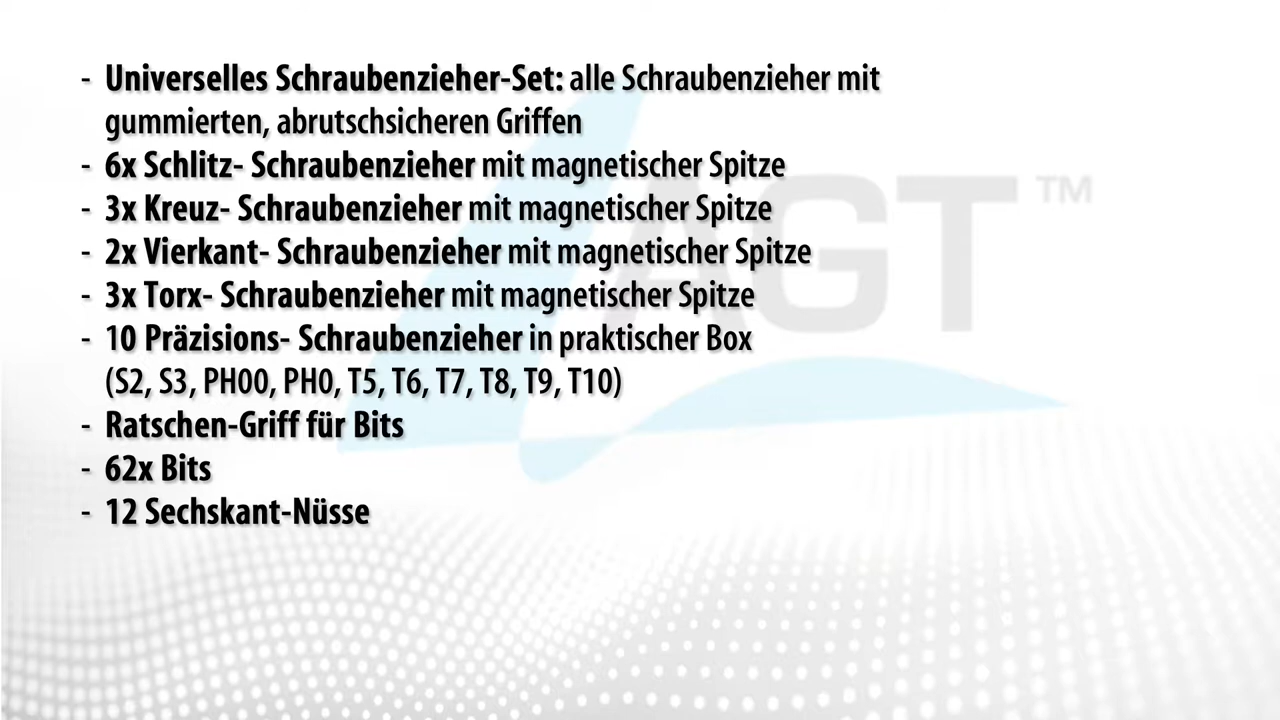 - Universelles Schraubenzieher-Set: alle Schraubenzieher mit
gummierten, abrutschsicheren Griffen
- 6x Schlitz- Schraubenzieher mit magnetischer Spitze
- 3x Kreuz- Schraubenzieher mit magnetischer Spitze
- 2x Vierkant- Schraubenzieher mit magnetischer Spitze
- 3x Torx- Schraubenzieher mit magnetischer Spitze
- 10 Präzisions- Schraubenzieher in praktischer Box
(S2, S3, PH00, PH0, T5, T6, T7, T8, T9, T10)
- Ratschen-Griff für Bits
- 62x Bits
- 12 Sechskant-Nüsse
AGT™